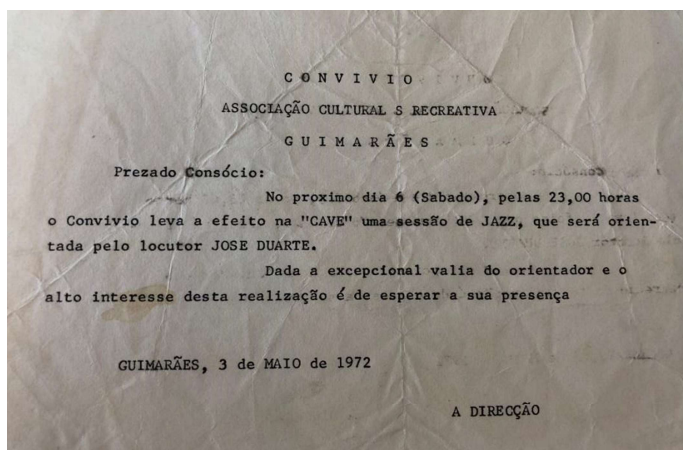 C O N V I V I O
ASSOCIAÇÃO CULTURAL S RECREATIVA
G U I M A R Ã E S
Prezado Consócio:
No proximo dia 6 (Sabado), pelas 23,00 horas
o Convivio leva a efeito na "CAVE" uma sessão de JAZZ, que será orien-
tada pelo locutor JOSE DUARTE.
Dada a excepcional valia do orientador e o
alto interesse desta realização é de esperar a sua presença
GUIMARÃES, 3 de MAIO de 1972
A DIRECÇÃO